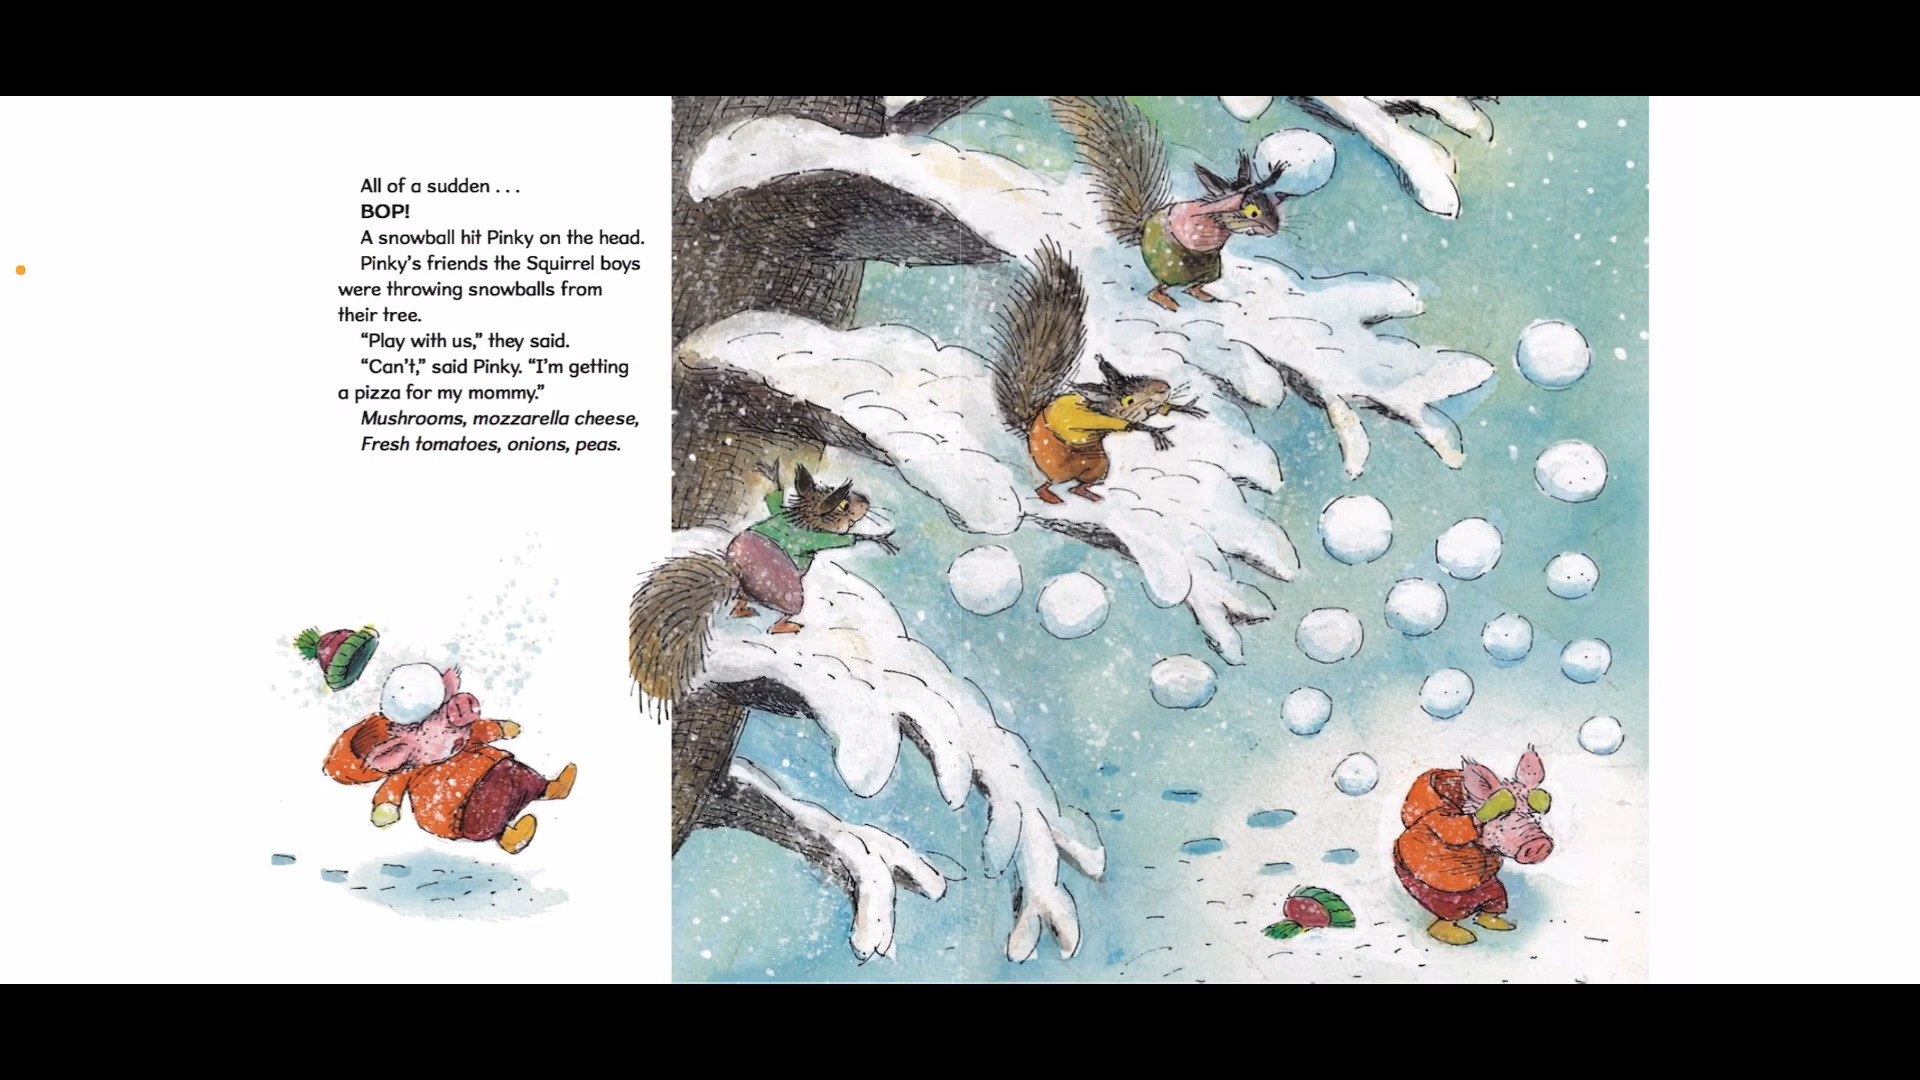 All of a sudden . . .
BOP!
A snowball hit Pinky on the head.
Pinky’s friends the Squirrel boys
were throwing snowballs from
their tree.
“Play with us,” they said.
“Can’t,” said Pinky. “I’m getting
a pizza for my mommy.”
Mushrooms, mozzarella cheese,
Fresh tomatoes, onions, peas.